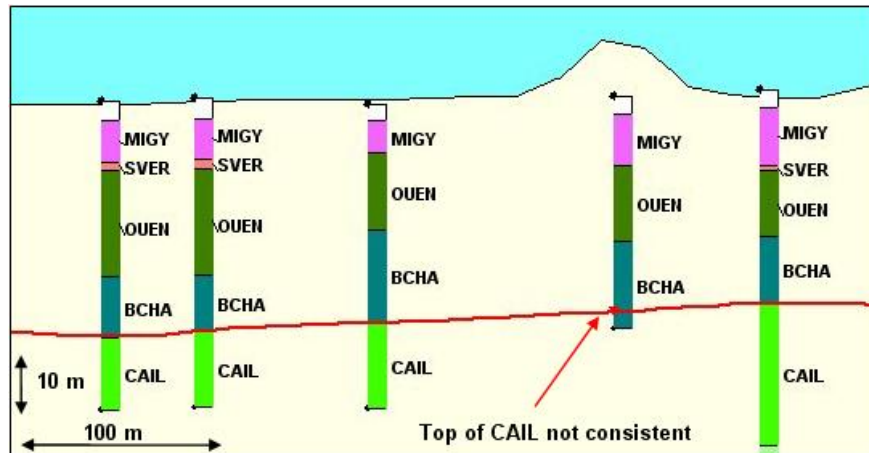 MIGY
SVER
OUEN
BCHA
CAIL
MIGY
SVER
OUEN
BCHA
CAIL
MIGY
OUEN
BCHA
CAIL
MIGY
OUEN
BCHA
MIGY
SVER
OUEN
BCHA
CAIL
10 m
100 m
Top of CAIL not consistent